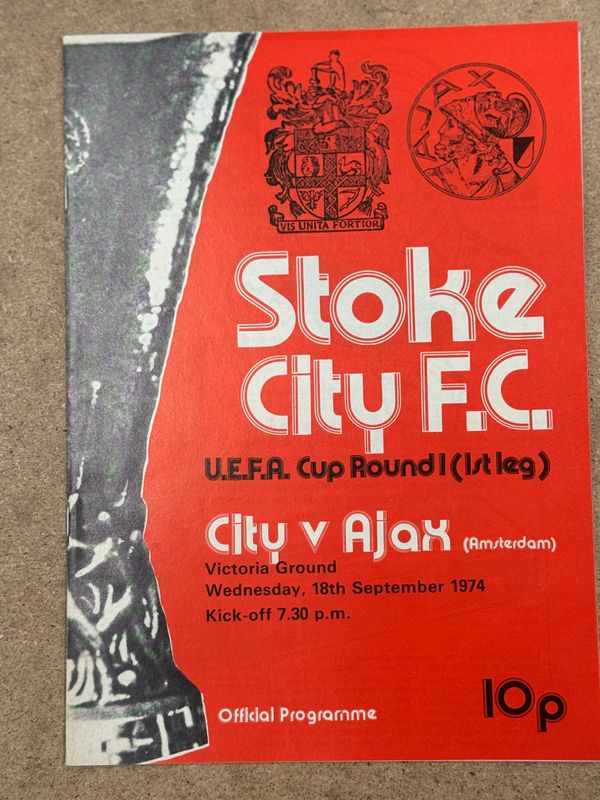 VIS UNITA FORTIOR
AJAX
Stoke
City F.C.
U.E.F.A. Cup Round 1 (1st leg)
City v Ajax (Amsterdam)
Victoria Ground
Wednesday, 18th September 1974
Kick-off 7.30 p.m.
Official Programme
10p